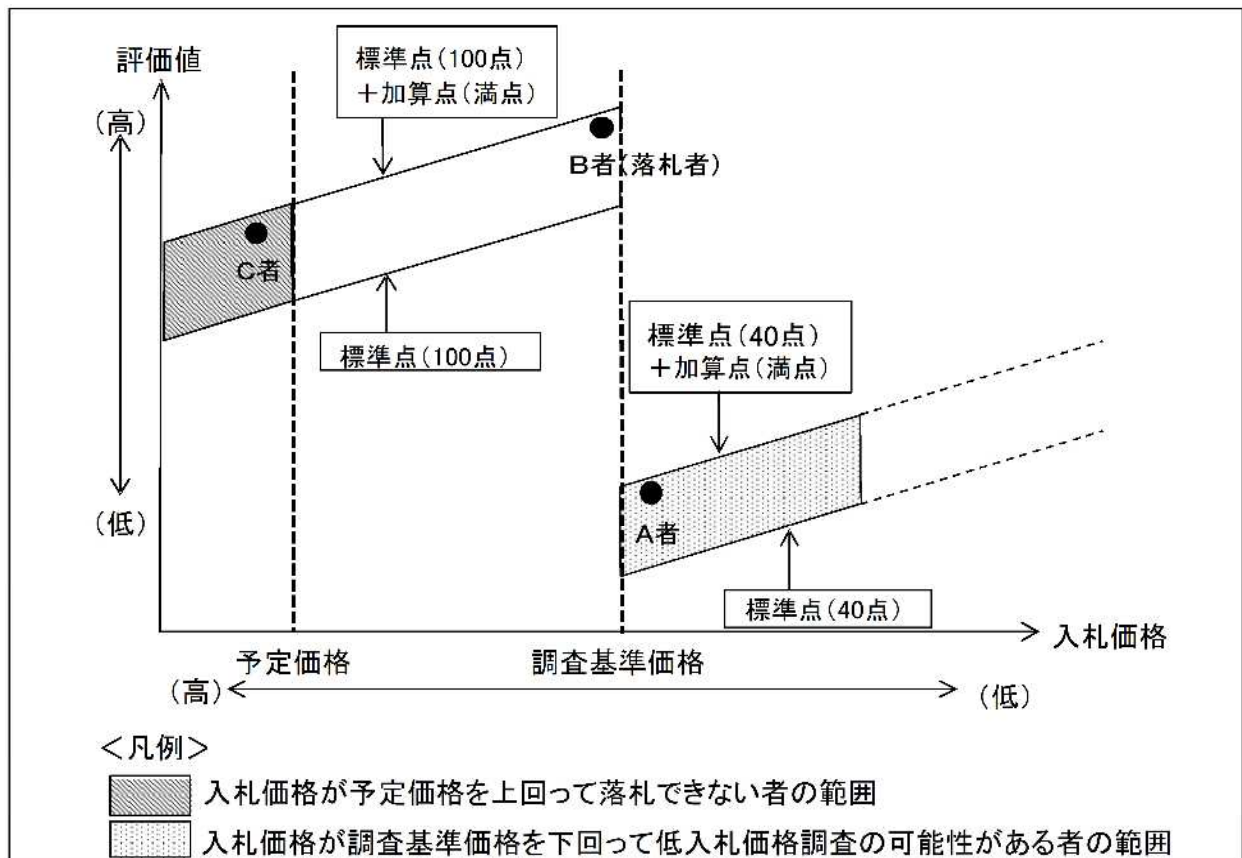 評価値
(高)
(低)
標準点(100点)
+加算点(満点)
B者(落札者)
C者
標準点(100点)
標準点(40点)
+加算点(満点)
A者
標準点(40点)
入札価格
予定価格
調査基準価格
(高)
(低)
<凡例>
入札価格が予定価格を上回って落札できない者の範囲
入札価格が調査基準価格を下回って低入札価格調査の可能性がある者の範囲